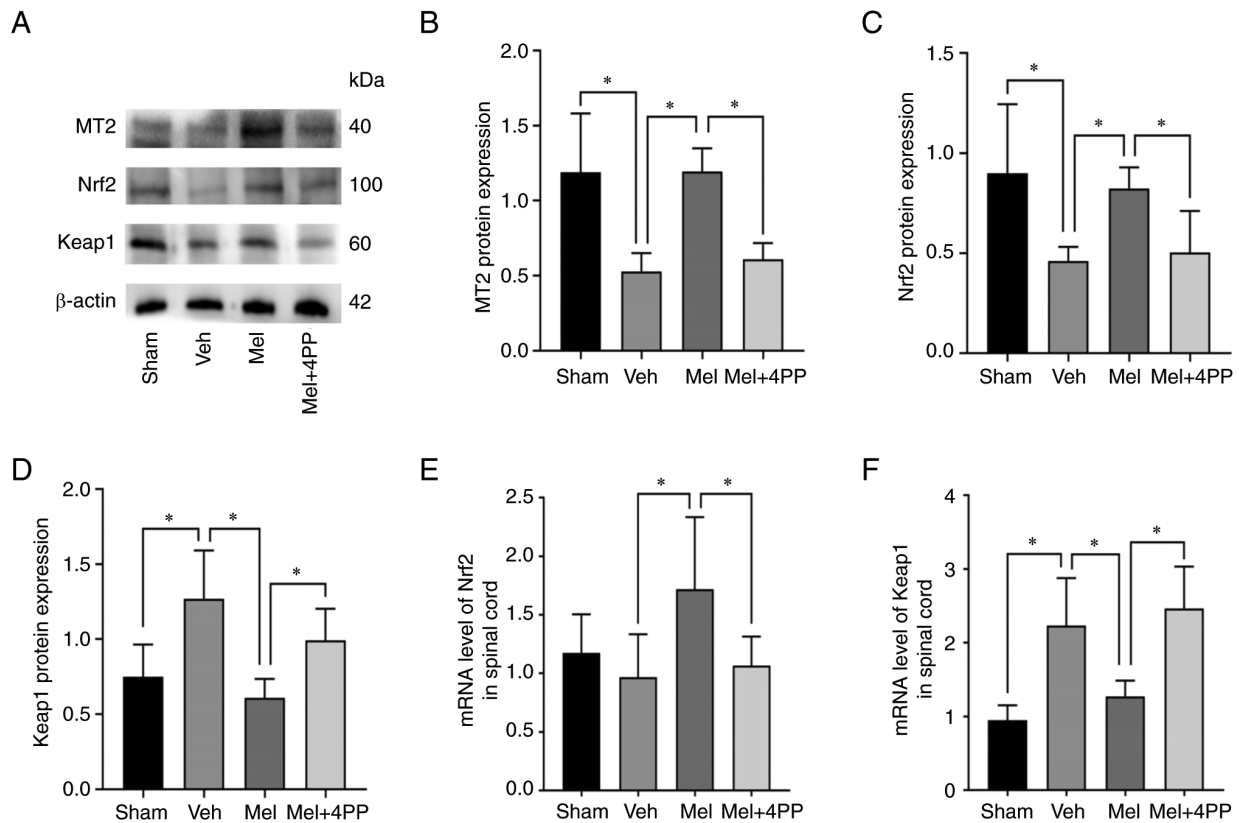 A
kDa
MT2
40
Nrf2
100
Keap1
60
β-actin
42
Sham
Veh
Mel
Mel+4PP
B
MT2 protein expression
2.0
1.5
1.0
0.5
0.0
*
*
*
Sham Veh Mel Mel+4PP
C
Nrf2 protein expression
1.5
1.0
0.5
0.0
*
*
*
Sham Veh Mel Mel+4PP
D
Keap1 protein expression
2.0
1.5
1.0
0.5
0.0
*
*
*
Sham Veh Mel Mel+4PP
E
mRNA level of Nrf2
in spinal cord
2.5
2.0
1.5
1.0
0.5
0.0
*
*
Sham Veh Mel Mel+4PP
F
mRNA level of Keap1
in spinal cord
4
3
2
1
0
*
*
*
Sham Veh Mel Mel+4PP